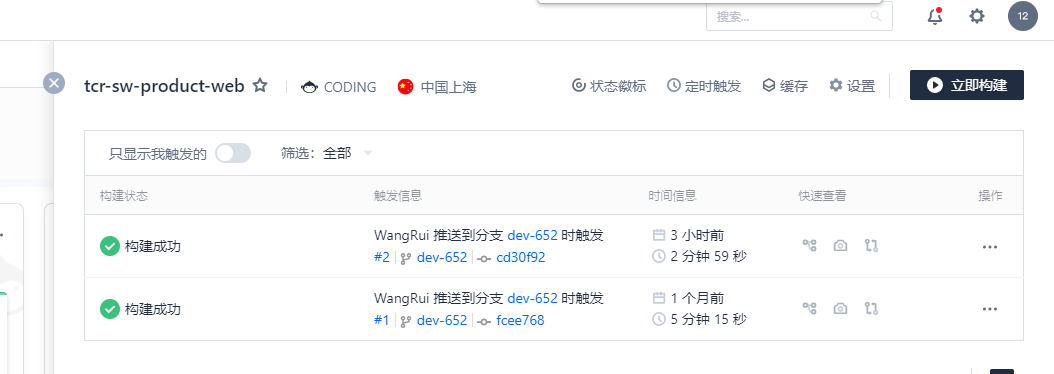 搜索...
12
tcr-sw-product-web CODING 中国上海 状态徽标 定时触发 缓存 设置 立即构建
只显示我触发的 筛选: 全部
构建状态 触发信息 时间信息 快速查看 操作
构建成功 WangRui 推送到分支 dev-652 时触发 3 小时前
#2 dev-652 cd30f92 2 分钟 59 秒
构建成功 WangRui 推送到分支 dev-652 时触发 1 个月前
#1 dev-652 fcee768 5 分钟 15 秒